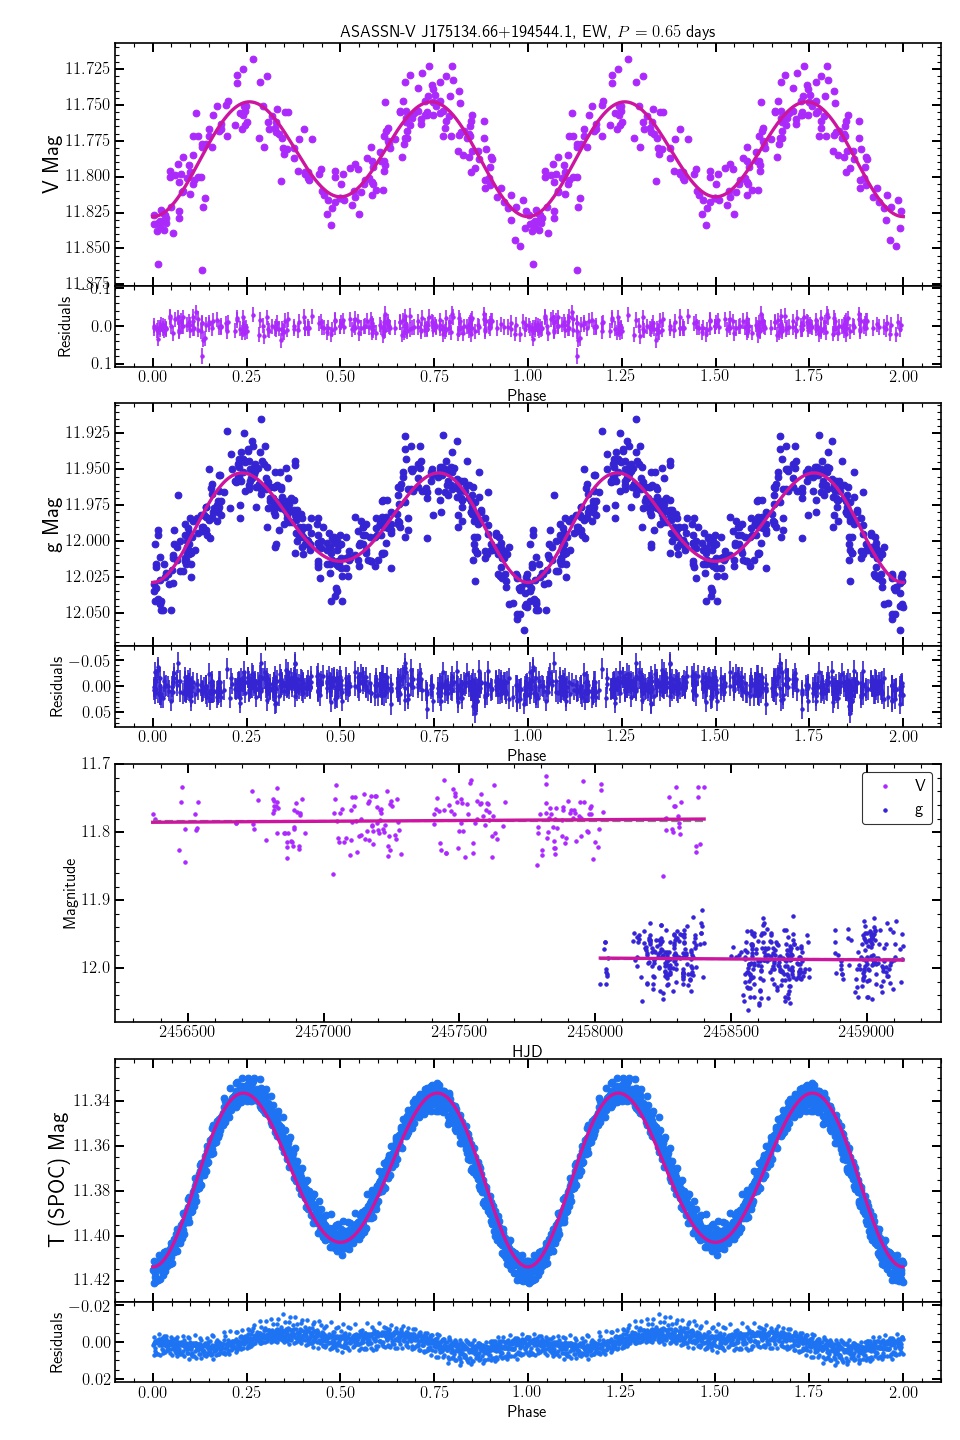 ASASSN-V J175134.66+194544.1, EW, P = 0.65 days
V Mag
11.725
11.750
11.775
11.800
11.825
11.850
11.875
Residuals
−0.1
0.0
0.1
0.00 0.25 0.50 0.75 1.00 1.25 1.50 1.75 2.00
Phase
g Mag
11.925
11.950
11.975
12.000
12.025
12.050
Residuals
−0.05
0.00
0.05
0.00 0.25 0.50 0.75 1.00 1.25 1.50 1.75 2.00
Phase
Magnitude
11.7
11.8
11.9
12.0
V
g
2456500 2457000 2457500 2458000 2458500 2459000
HJD
T (SPOC) Mag
11.34
11.36
11.38
11.40
11.42
Residuals
−0.02
0.00
0.02
0.00 0.25 0.50 0.75 1.00 1.25 1.50 1.75 2.00
Phase